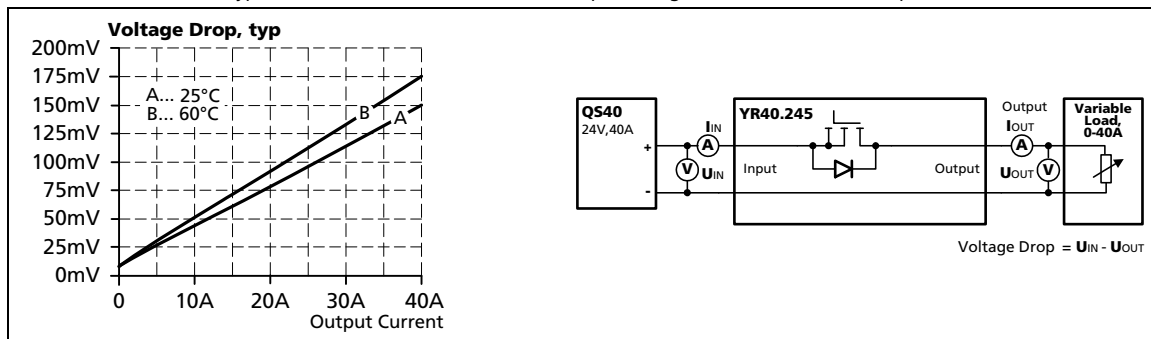 Voltage Drop, typ
200mV
175mV
150mV
125mV
100mV
75mV
50mV
25mV
0mV
A... 25°C
B... 60°C
B
A
0 10A 20A 30A 40A
Output Current
QS40
24V,40A
+
-
IIN
A
V UIN
YR40.245
Input
Output
Output
IOUT
A
UOUT V
Variable
Load,
0-40A
Voltage Drop = UIN - UOUT